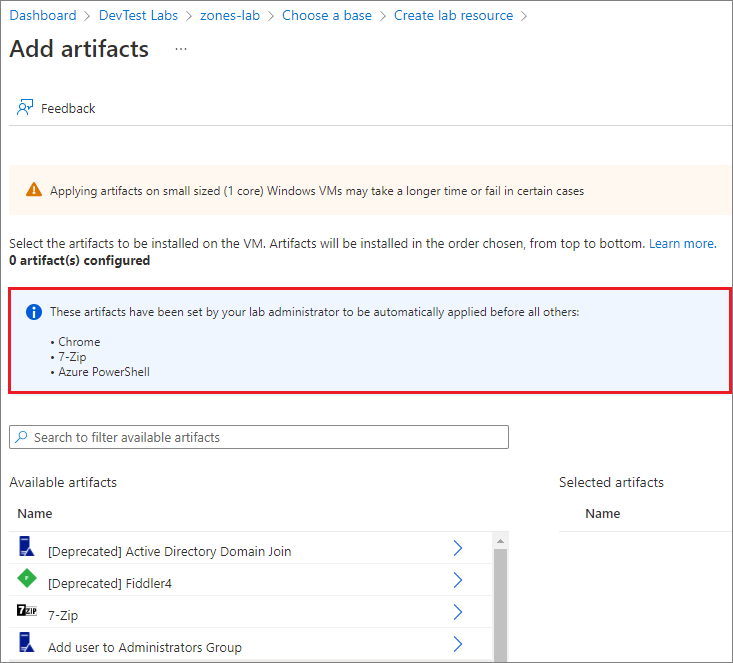 Dashboard > DevTest Labs > zones-lab > Choose a base > Create lab resource >
Add artifacts ...
Feedback
Applying artifacts on small sized (1 core) Windows VMs may take a longer time or fail in certain cases
Select the artifacts to be installed on the VM. Artifacts will be installed in the order chosen, from top to bottom. Learn more.
0 artifact(s) configured
These artifacts have been set by your lab administrator to be automatically applied before all others:
• Chrome
• 7-Zip
• Azure PowerShell
Search to filter available artifacts
Available artifacts
Selected artifacts
Name
Name
[Deprecated] Active Directory Domain Join
[Deprecated] Fiddler4
7ZIP 7-Zip
Add user to Administrators Group